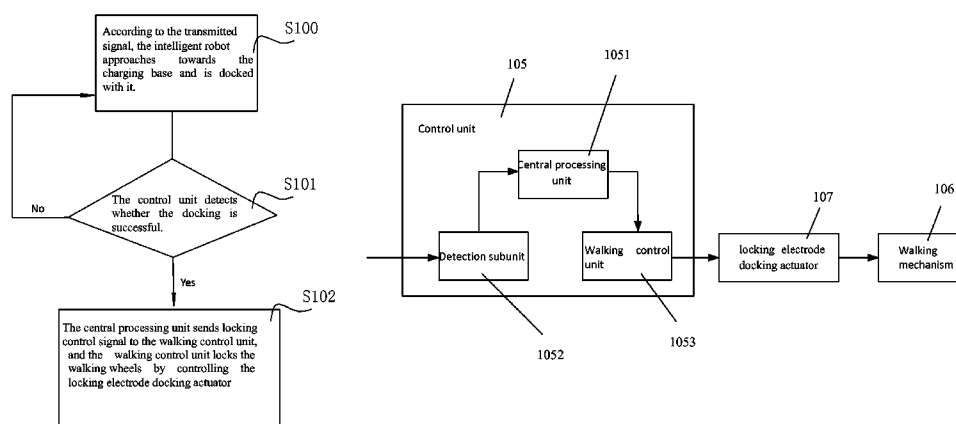 S100
According to the transmitted
signal, the intelligent robot
approaches towards the
charging base and is docked
with it.
S101
The control unit detects
whether the docking is
successful.
No
Yes
S102
The central processing unit sends locking
control signal to the walking control unit,
and the walking control unit locks the
walking wheels by controlling the
locking electrode docking actuator
105
1051
Control unit
Central processing
unit
Detection subunit
Walking control
unit
1052
1053
107
locking electrode
docking actuator
106
Walking
mechanism